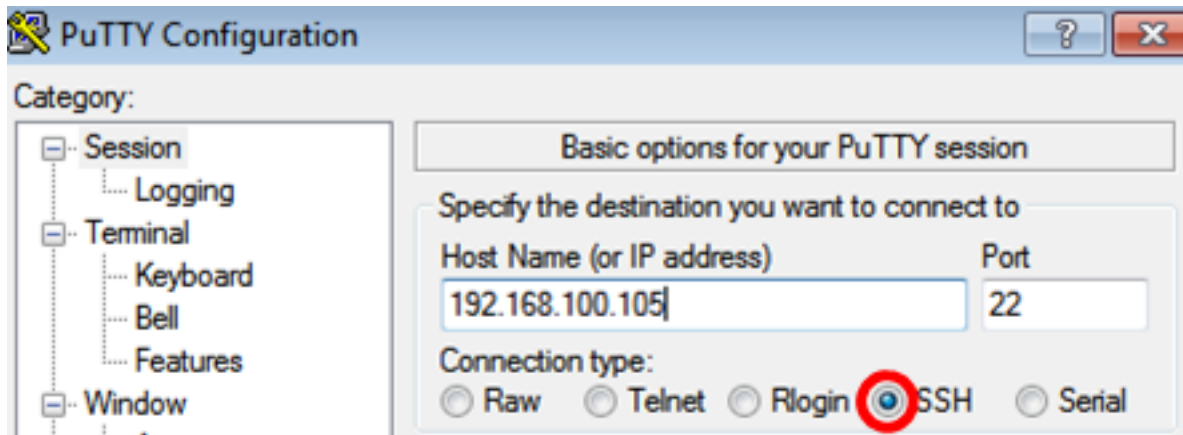 PuTTY Configuration
Category:
Session
Logging
Terminal
Keyboard
Bell
Features
Window
Basic options for your PuTTY session
Specify the destination you want to connect to
Host Name (or IP address) Port
192.168.100.105 22
Connection type:
Raw Telnet Rlogin SSH Serial